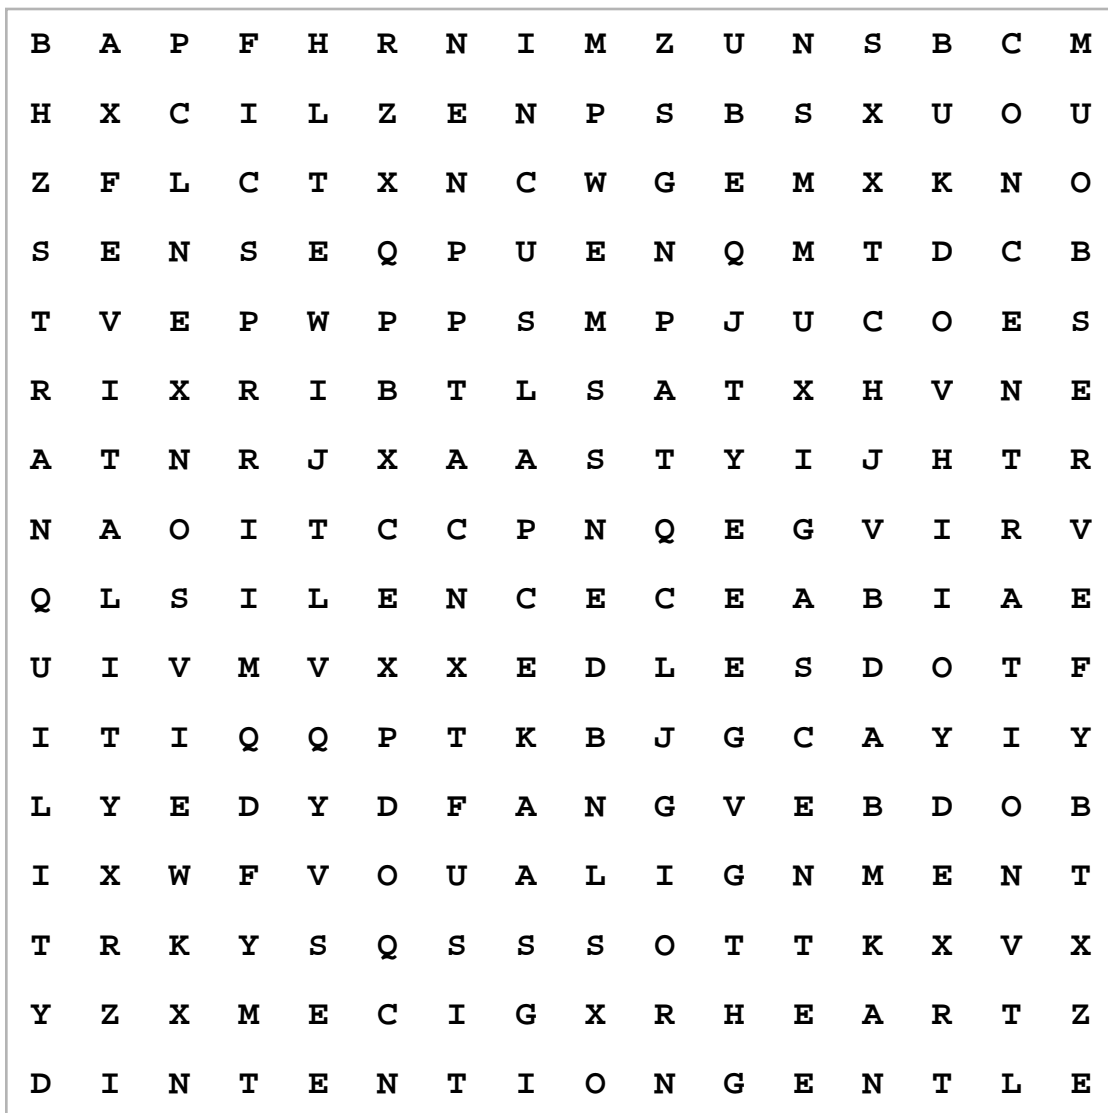 B A P F H R N I M Z U N S B C M
H X C I L Z E N P S B S X U O U
Z F L C T X N C W G E M X K N O
S E N S E Q P U E N Q M T D C B
T V E P W P P S M P J U C O E S
R I X R I B T L S A T X H V N E
A T N R J X A A S T Y I J H T R
N A O I T C C P N Q E G V I R V
Q L S I L E N C E C E A B I A E
U I V M V X X E D L E S D O T F
I T I Q Q P T K B J G C A Y I Y
L Y E D Y D F A N G V E B D O B
I X W F V O U A L I G N M E N T
T R K Y S Q S S S O T T K X V X
Y Z X M E C I G X R H E A R T Z
D I N T E N T I O N G E N T L E